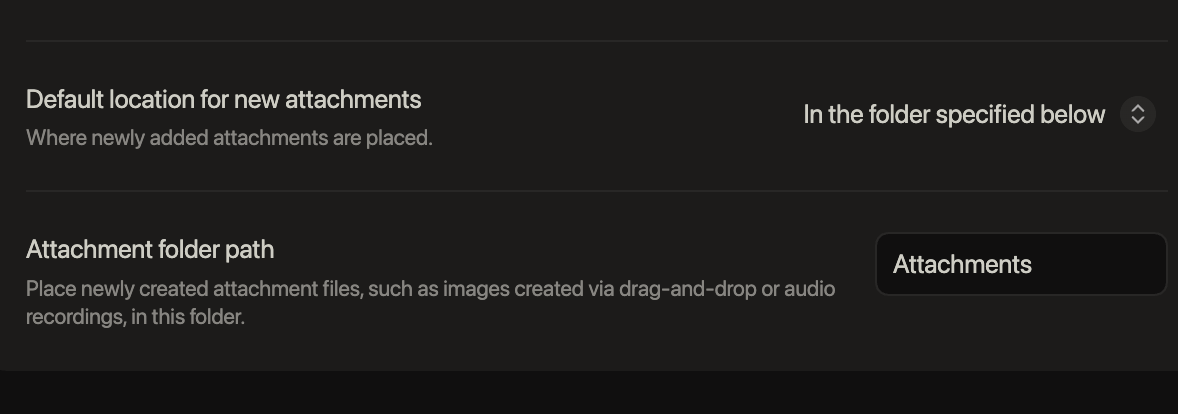 Default location for new attachments
Where newly added attachments are placed.
In the folder specified below
Attachment folder path
Place newly created attachment files, such as images created via drag-and-drop or audio
recordings, in this folder.
Attachments